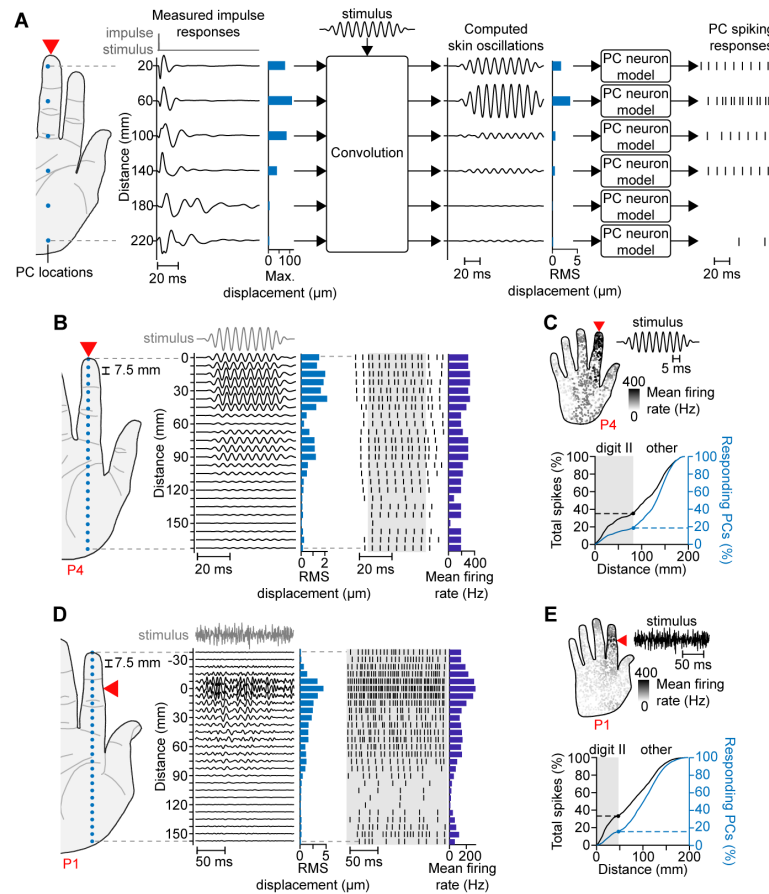 A
Measured impulse
responses
impulse
stimulus
stimulus
Computed
skin oscillations
PC spiking
responses
20
60
100
140
180
220
Distance (mm)
Convolution
PC neuron
model
PC neuron
model
PC neuron
model
PC neuron
model
PC neuron
model
PC neuron
model
PC locations
20 ms
0 100
Max.
displacement (µm)
20 ms
0 5
RMS
displacement (µm)
20 ms
B
stimulus
7.5 mm
0
30
60
90
120
150
Distance (mm)
P4
20 ms
0 2
RMS
displacement (µm)
20 ms
0 400
Mean firing
rate (Hz)
C
stimulus
5 ms
400
0
Mean firing
rate (Hz)
P4
digit II other
100
80
60
40
20
0
Total spikes (%)
100
80
60
40
20
0
Responding PCs
(%)
0 100 200
Distance (mm)
D
stimulus
7.5 mm
-30
0
30
60
90
120
150
Distance (mm)
P1
50 ms
0 5
RMS
displacement (µm)
50 ms
0 200
Mean firing
rate (Hz)
E
stimulus
50 ms
400
0
Mean firing
rate (Hz)
P1
digit II other
100
80
60
40
20
0
Total spikes (%)
100
80
60
40
20
0
Responding PCs
(%)
0 50 100 150 200
Distance (mm)